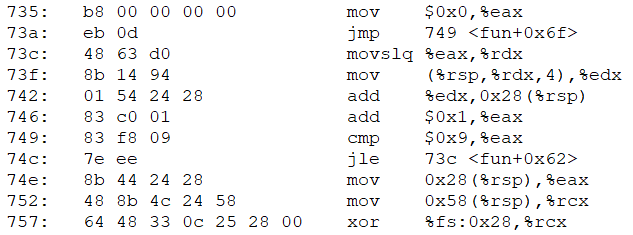 735: b8 00 00 00 00 mov $0x0,%eax
73a: eb 0d jmp 749 <fun+0x6f>
73c: 48 63 d0 movslq %eax,%rdx
73f: 8b 14 94 mov (%rsp,%rdx,4),%edx
742: 01 54 24 28 add %edx,0x28(%rsp)
746: 83 c0 01 add $0x1,%eax
749: 83 f8 09 cmp $0x9,%eax
74c: 7e ee jle 73c <fun+0x62>
74e: 8b 44 24 28 mov 0x28(%rsp),%eax
752: 48 8b 4c 24 58 mov 0x58(%rsp),%rcx
757: 64 48 33 0c 25 28 00 xor %fs:0x28,%rcx